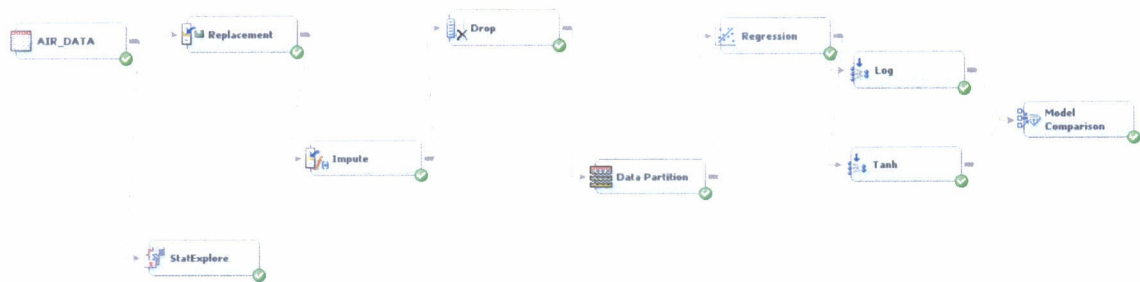 AIR_DATA
Replacement
Drop
Regression
Log
Model
Comparison
Impute
Data Partition
Tanh
StatExplore